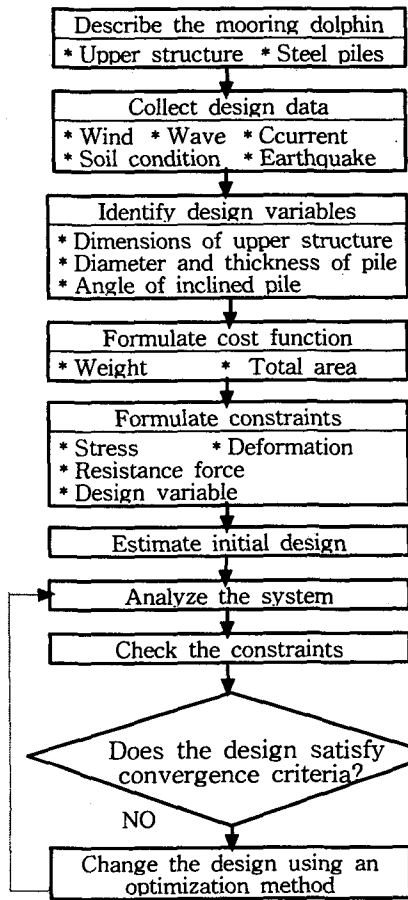 Describe the mooring dolphin
* Upper structure * Steel piles
Collect design data
* Wind * Wave * Ccurrent
* Soil condition * Earthquake
Identify design variables
* Dimensions of upper structure
* Diameter and thickness of pile
* Angle of inclined pile
Formulate cost function
* Weight * Total area
Formulate constraints
* Stress * Deformation
* Resistance force
* Design variable
Estimate initial design
Analyze the system
Check the constraints
Does the design satisfy
convergence criteria?
NO
Change the design using an
optimization method